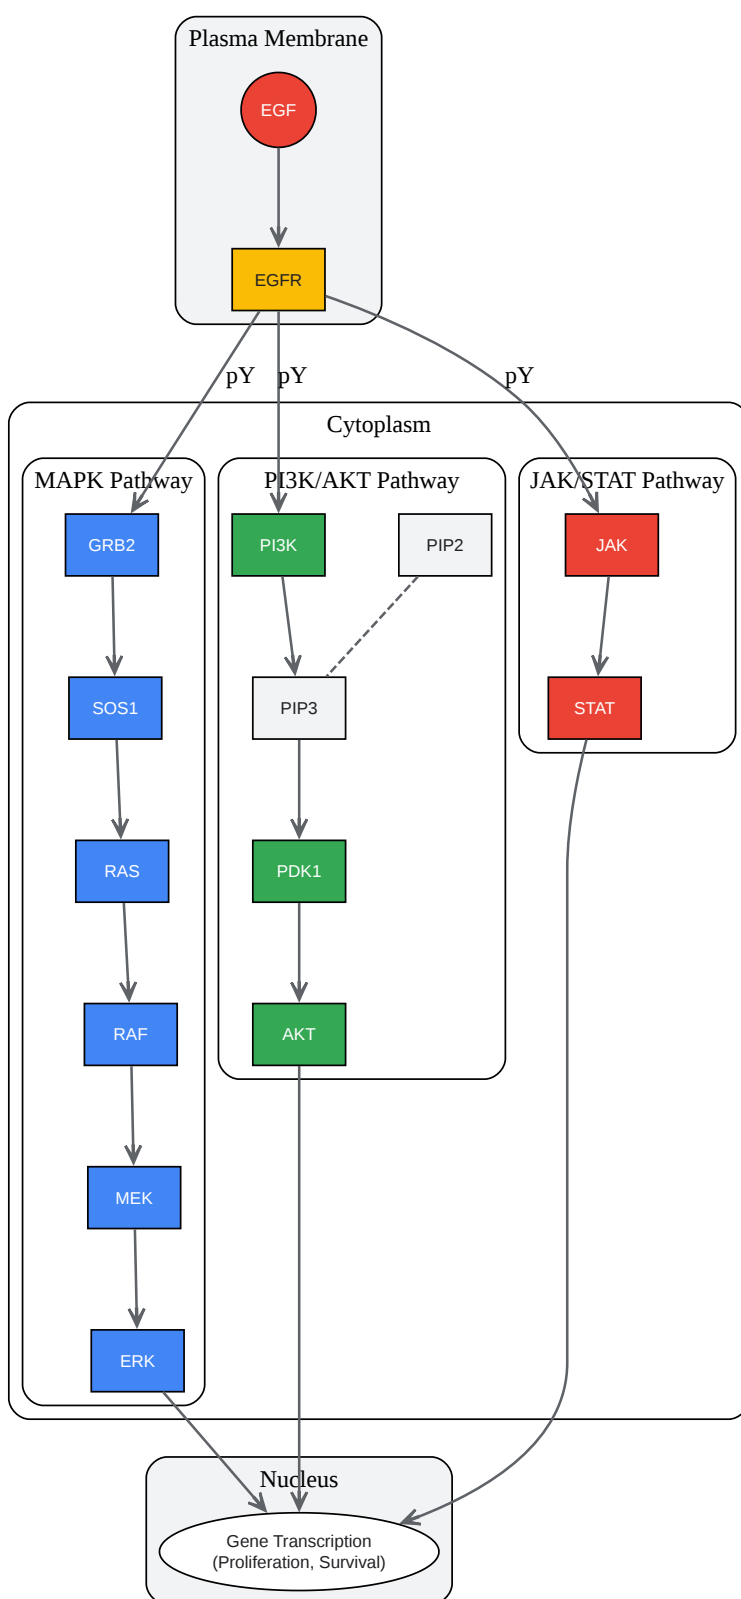 Plasma Membrane
EGF
EGFR
pY
pY
pY
Cytoplasm
MAPK Pathway
PI3K/AKT Pathway
JAK/STAT Pathway
GRB2
PI3K
PIP2
JAK
SOS1
PIP3
STAT
RAS
PDK1
RAF
AKT
MEK
ERK
Nucleus
Gene Transcription
(Proliferation, Survival)